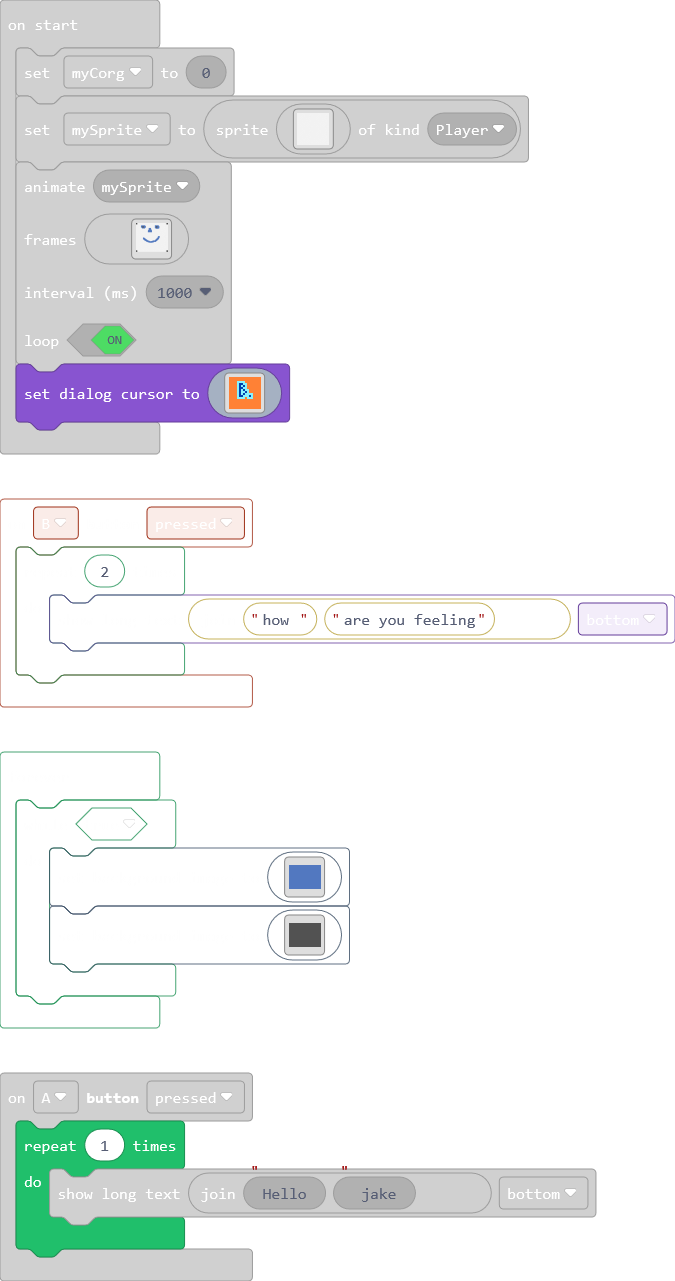 on start
set myCorg to 0
set mySprite to sprite of kind Player
animate mySprite
frames
interval (ms) 1000
loop ON
set dialog cursor to
B pressed
2
"how " "are you feeling" bottom
on A button pressed
repeat 1 times
" "
do
show long text join Hello jake bottom